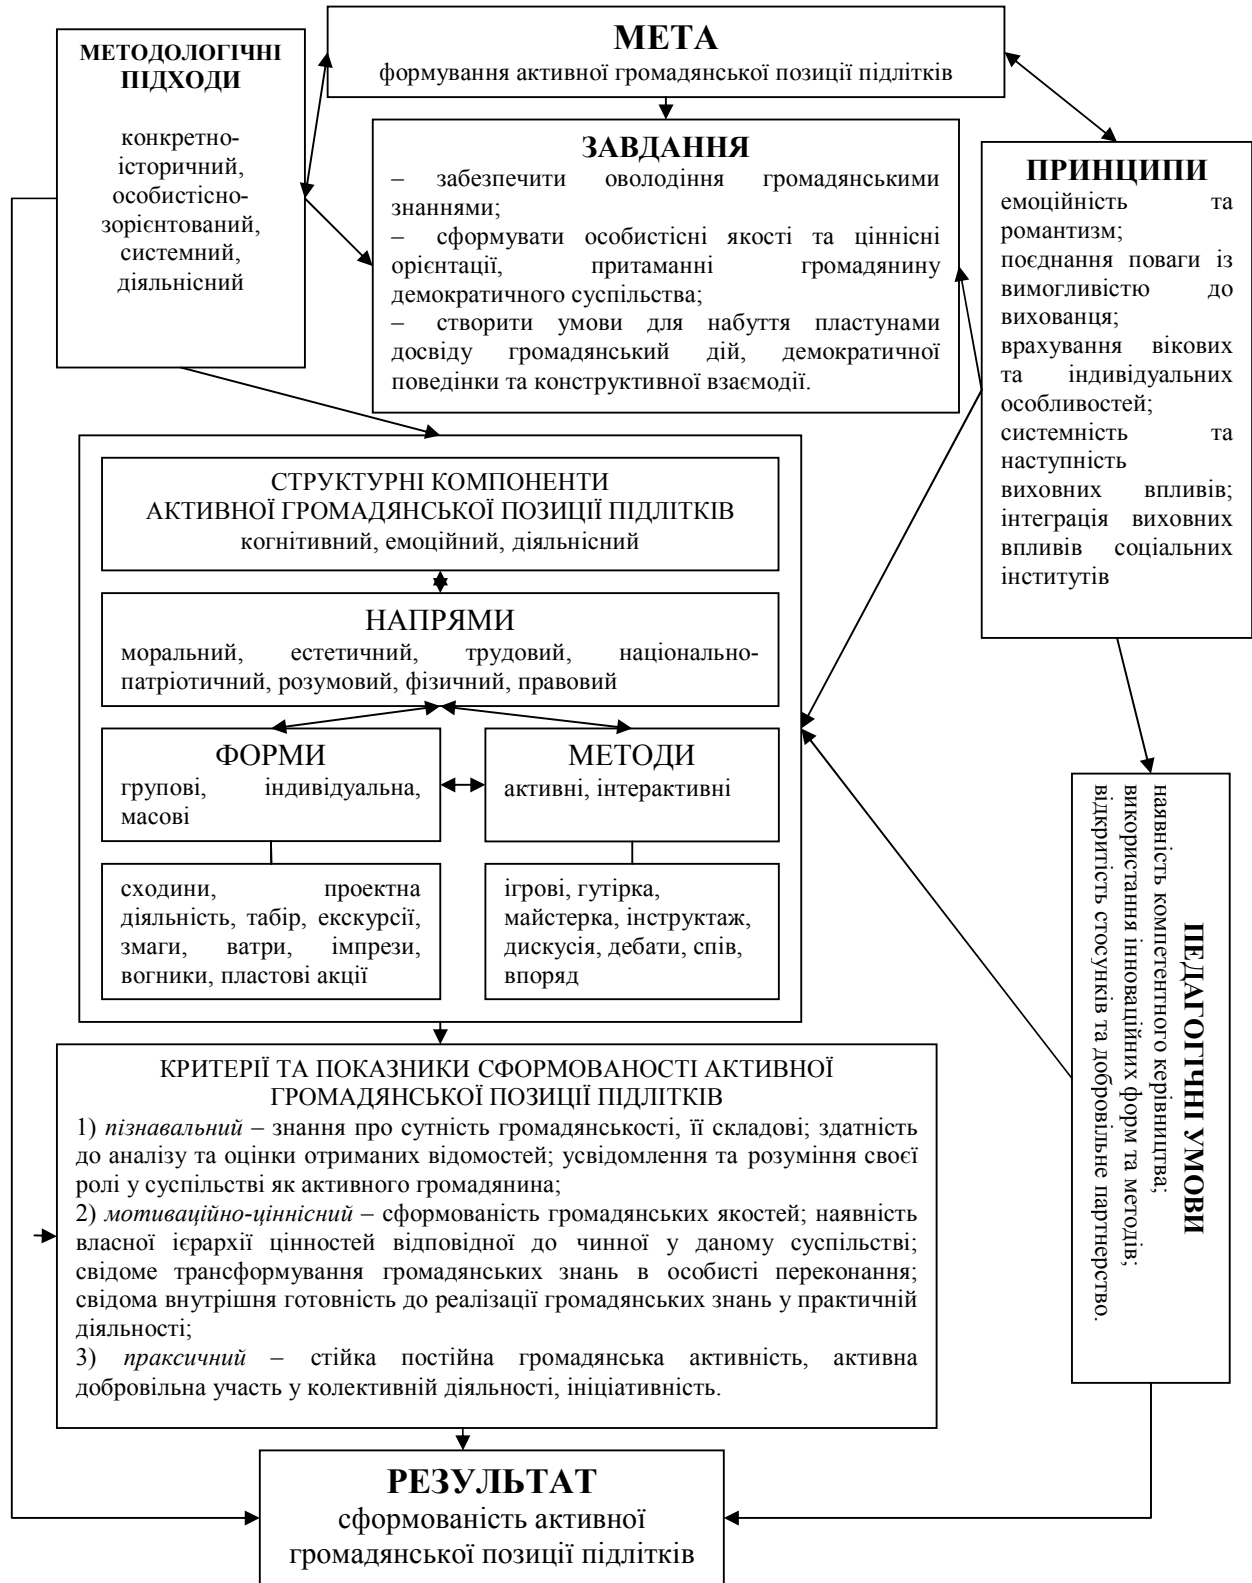 МЕТОДОЛОГІЧНІ
ПІДХОДИ
конкретно-
історичний,
особистісно-
зорієнтований,
системний,
діяльнісний
МЕТА
формування активної громадянської позиції підлітків
ЗАВДАННЯ
– забезпечити оволодіння громадянськими
знаннями;
– сформувати особистісні якості та ціннісні
орієнтації, притаманні громадянину
демократичного суспільства;
– створити умови для набуття пластунами
досвіду громадянський дій, демократичної
поведінки та конструктивної взаємодії.
ПРИНЦИПИ
емоційність та
романтизм;
поєднання поваги із
вимогливістю до
вихованця;
врахування вікових
та індивідуальних
особливостей;
системність та
наступність
виховних впливів;
інтеграція виховних
впливів соціальних
інститутів
СТРУКТУРНІ КОМПОНЕНТИ
АКТИВНОЇ ГРОМАДЯНСЬКОЇ ПОЗИЦІЇ ПІДЛІТКІВ
когнітивний, емоційний, діяльнісний
НАПРЯМИ
моральний, естетичний, трудовий, національно-
патріотичний, розумовий, фізичний, правовий
ФОРМИ
групові, індивідуальна,
масові
МЕТОДИ
активні, інтерактивні
сходини, проектна
діяльність, табір, екскурсії,
змаги, ватри, імпрези,
вогники, пластові акції
ігрові, гутірка,
майстерка, інструктаж,
дискусія, дебати, спів,
впоряд
ПЕДАГОГІЧНІ УМОВИ
наявність компетентного керівництва;
використання інноваційних форм та методів;
відкритість стосунків та добровільне партнерство.
КРИТЕРІЇ ТА ПОКАЗНИКИ СФОРМОВАНОСТІ АКТИВНОЇ
ГРОМАДЯНСЬКОЇ ПОЗИЦІЇ ПІДЛІТКІВ
1) пізнавальний – знання про сутність громадянськості, її складові; здатність
до аналізу та оцінки отриманих відомостей; усвідомлення та розуміння своєї
ролі у суспільстві як активного громадянина;
2) мотиваційно-ціннісний – сформованість громадянських якостей; наявність
власної ієрархії цінностей відповідної до чинної у даному суспільстві;
свідоме трансформування громадянських знань в особисті переконання;
свідома внутрішня готовність до реалізації громадянських знань у практичній
діяльності;
3) праксичний – стійка постійна громадянська активність, активна
добровільна участь у колективній діяльності, ініціативність.
РЕЗУЛЬТАТ
сформованість активної
громадянської позиції підлітків